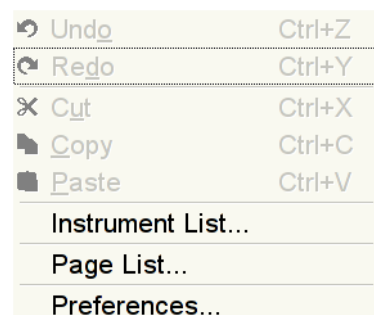 Undo Ctrl+Z
Redo Ctrl+Y
Cut Ctrl+X
Copy Ctrl+C
Paste Ctrl+V
Instrument List...
Page List...
Preferences...